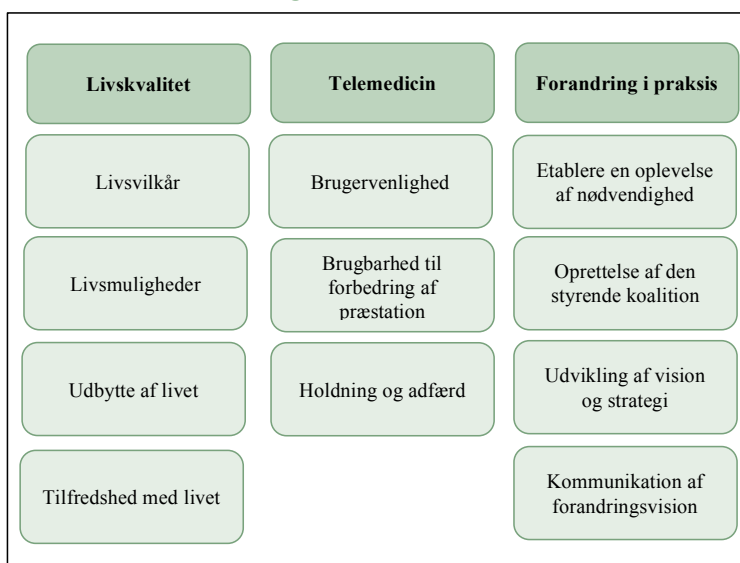 Livskvalitet
Livsvilkår
Livsmuligheder
Udbytte af livet
Tilfredshed med livet
Telemedicin
Brugervenlighed
Brugbarhed til
forbedring af
præstation
Holdning og adfærd
Forandring i praksis
Etablere en oplevelse
af nødvendighed
Oprettelse af den
styrende koalition
Udvikling af vision
og strategi
Kommunikation af
forandringsvision